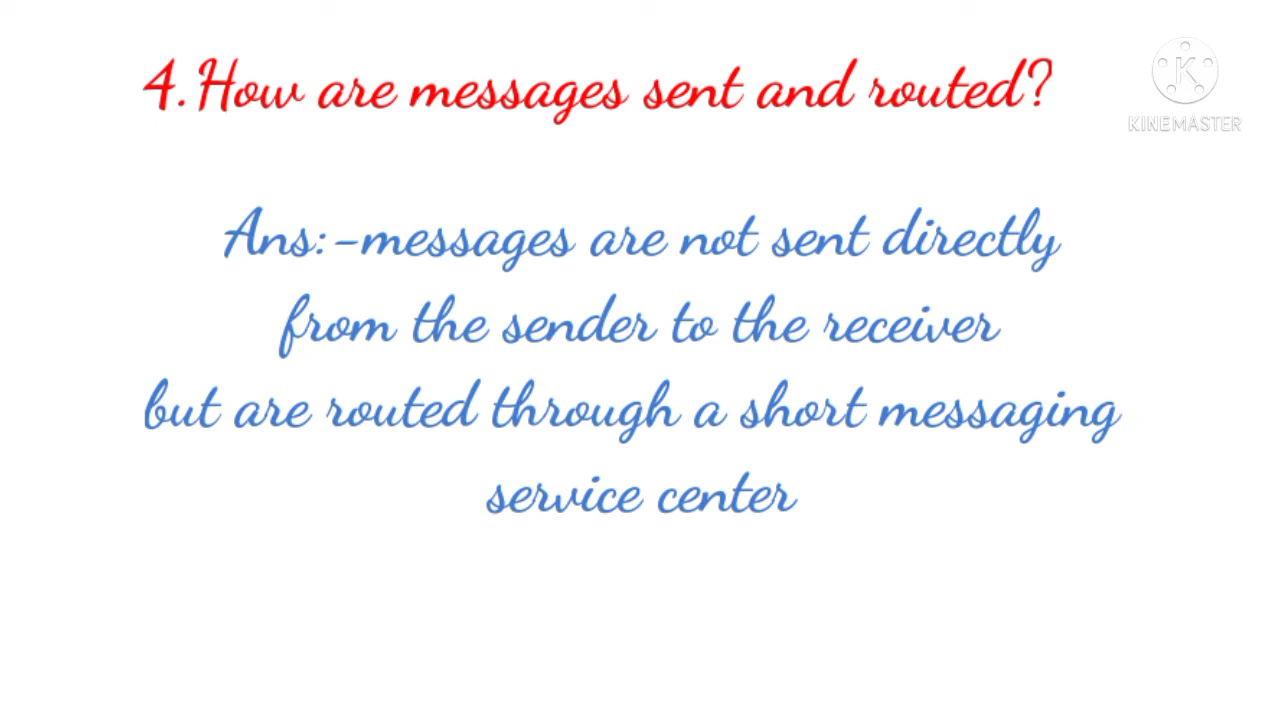 4. How are messages sent and routed?
KINEMASTER
Ans:-messages are not sent directly
from the sender to the receiver
but are routed through a short messaging
service center